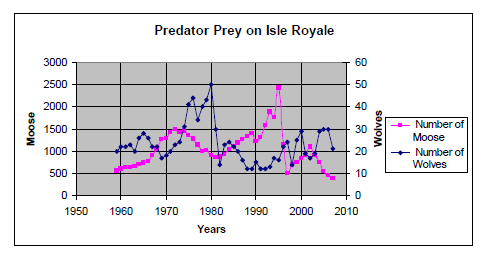 Predator Prey on Isle Royale
Moose
3000
2500
2000
1500
1000
500
0
60
50
40
30
20
10
0
Wolves
1950
1960
1970
1980
1990
2000
2010
Years
Number of
Moose
Number of
Wolves